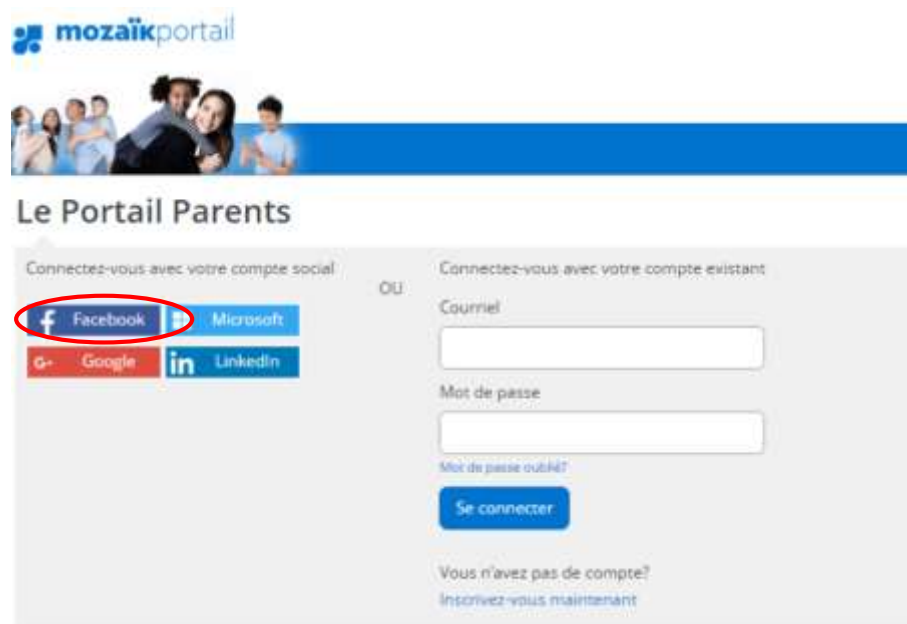 mozaïkportail
Le Portail Parents
Connectez-vous avec votre compte social
Facebook
Microsoft
G+ Google
in LinkedIn
OU
Connectez-vous avec votre compte existant
Courriel
Mot de passe
Mot de passe oublié?
Se connecter
Vous n'avez pas de compte?
Inscrivez-vous maintenant